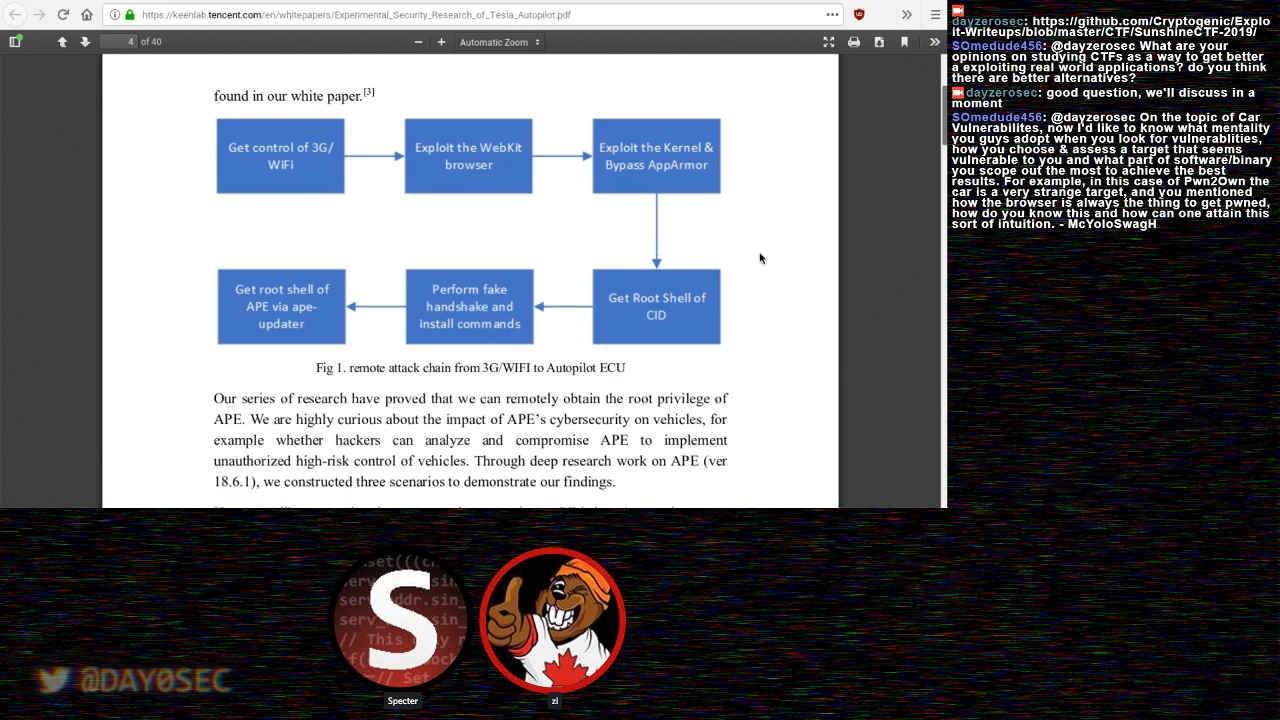 https://keenlab.tencent.com/en/whitepapers/Experimental_Security_Research_of_Tesla_Autopilot.pdf
4 of 40
Automatic Zoom
found in our white paper.[3]
Get control of 3G/
WiFi
Exploit the WebKit
browser
Exploit the Kernel &
Bypass AppArmor
Get root shell of
APE via ape-
updater
Perform fake
handshake and
install commands
Get Root Shell of
CID
Fig 1. remote attack chain from 3G/WIFI to Autopilot ECU
Our series of research have proved that we can remotely obtain the root privilege of
APE. We are highly curious about the impact of APE's cybersecurity on vehicles, for
example whether hackers can analyze and compromise APE to implement
unauthorized high-risk control of vehicles. Through deep research work on APE (ver
18.6.1), we constructed three scenarios to demonstrate our findings.
dayzerosec: https://github.com/Cryptogenic/Explo
it-Writeups/blob/master/CTF/SunshineCTF-2019/
SOmedude456: @dayzerosec What are your
opinions on studying CTFs as a way to get better
a exploiting real world applications? do you think
there are better alternatives?
dayzerosec: good question, we'll discuss in a
moment
SOmedude456: @dayzerosec On the topic of Car
Vulnerabilites, now I'd like to know what mentality
you guys adopt when you look for vulnerablities,
how you choose & assess a target that seems
vulnerable to you and what part of software/binary
you scope out the most to achieve the best
results. For example, in this case of Pwn2Own the
car is a very strange target, and you mentioned
how the browser is always the thing to get pwned,
how do you know this and how can one attain this
sort of intuition. - McYoloSwagH
S
Specter
zi
@DAY0SEC